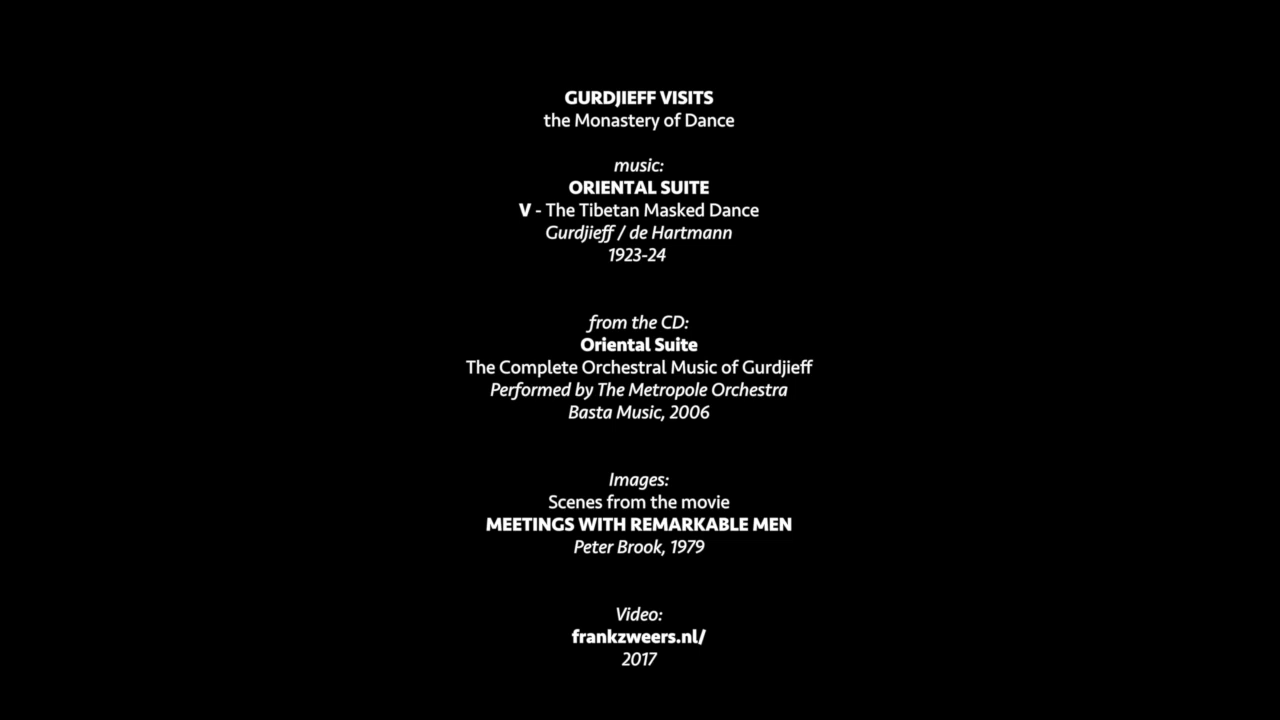 GURDJIEFF VISITS
the Monastery of Dance
music:
ORIENTAL SUITE
V - The Tibetan Masked Dance
Gurdjieff / de Hartmann
1923-24
from the CD:
Oriental Suite
The Complete Orchestral Music of Gurdjieff
Performed by The Metropole Orchestra
Basta Music, 2006
Images:
Scenes from the movie
MEETINGS WITH REMARKABLE MEN
Peter Brook, 1979
Video:
frankzweers.nl/
2017